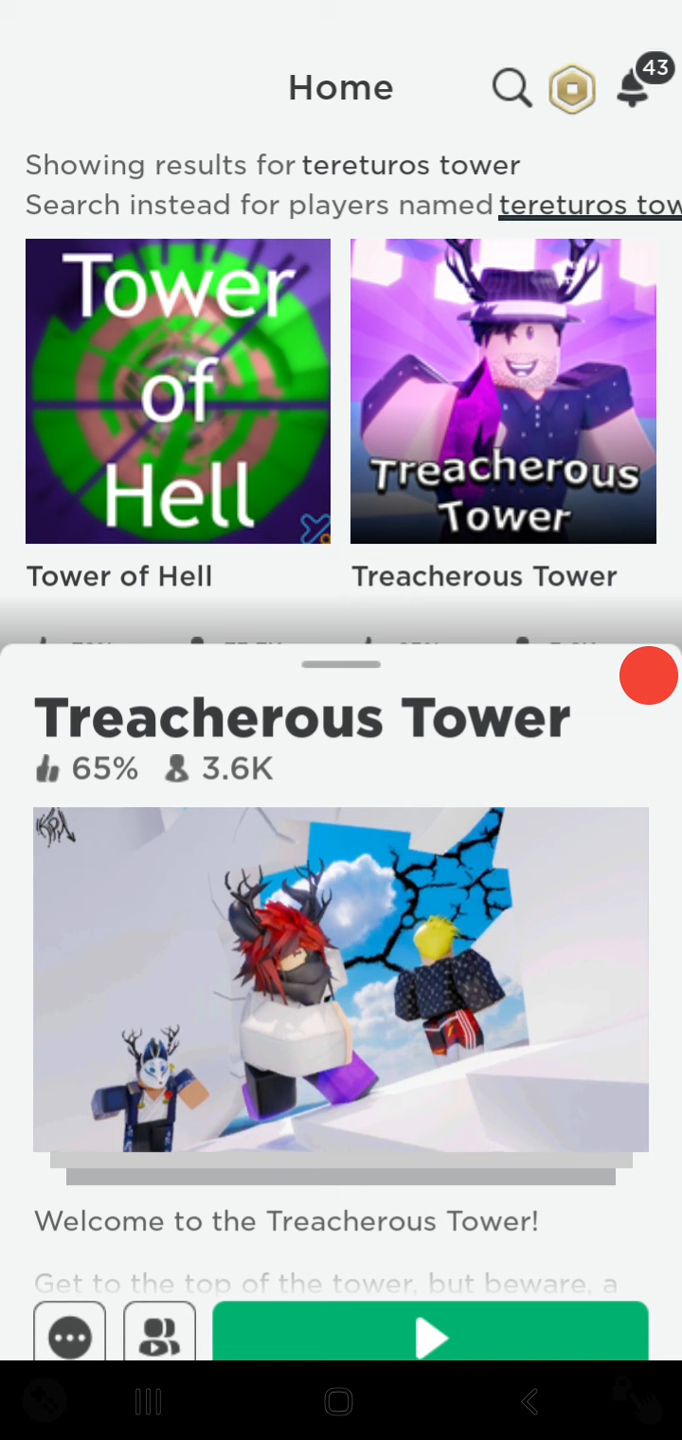 Home
43
Showing results for tereturos tower
Search instead for players named tereturos tow
Tower
of
Hell
Treacherous
Tower
Tower of Hell
Treacherous Tower
Treacherous Tower
65% 3.6K
Welcome to the Treacherous Tower!
Get to the top of the tower, but beware, a